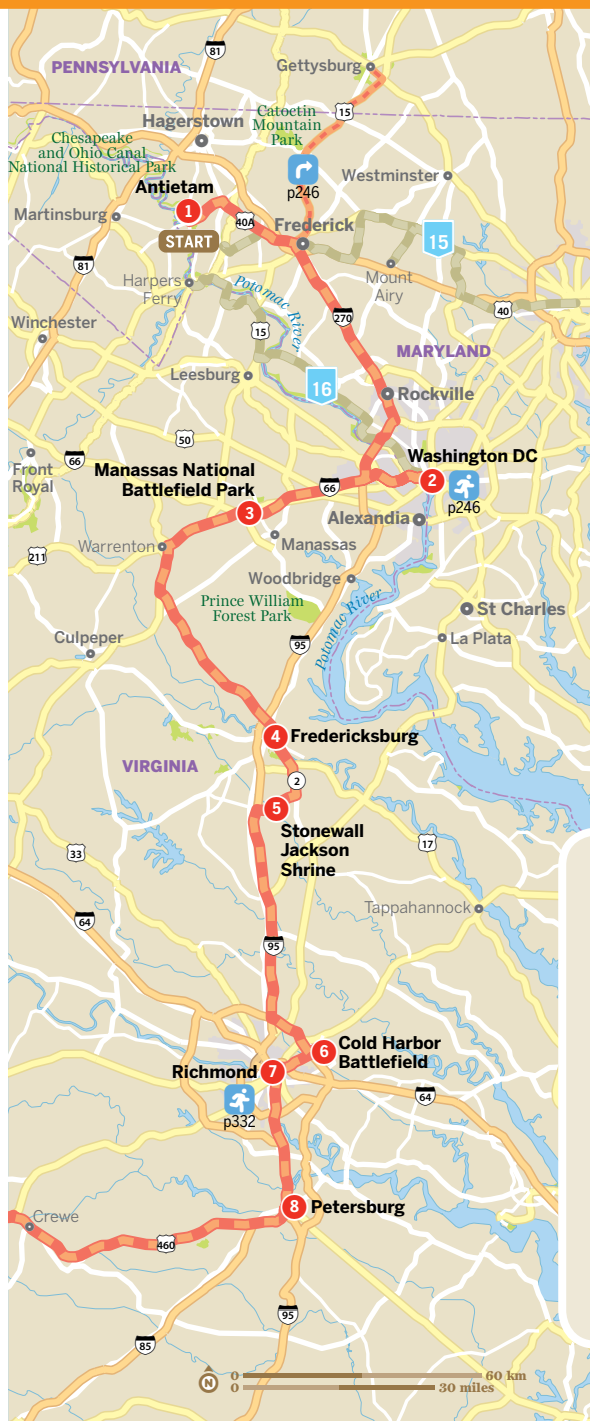 Gettysburg
81
PENNSYLVANIA
15
Catoctin
Mountain
Park
Hagerstown
Chesapeake
and Ohio Canal
National Historical Park
p246
Westminster
Antietam
Martinsburg
1
40A
START
Frederick
15
81
Mount
Airy
Harpers
Ferry
Potomac River
40
270
Winchester
15
MARYLAND
Leesburg
16
Rockville
50
66
Front
Royal
Manassas National
Battlefield Park
66
Washington DC
2
p246
3
Alexandia
Warrenton
Manassas
211
Woodbridge
Prince William
Forest Park
Potomac River
St Charles
95
La Plata
Culpeper
4
Fredericksburg
VIRGINIA
2
5
Stonewall
Jackson
Shrine
17
33
64
Tappahannock
95
6
Cold Harbor
Battlefield
Richmond
7
64
p332
8
Petersburg
Crewe
460
95
85
N
0
60 km
0
30 miles